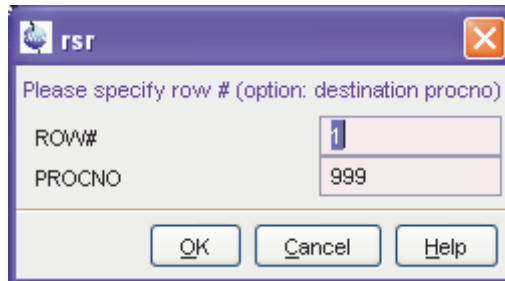 rsr
Please specify row # (option: destination procno)
ROW# 1
PROCNO 999
OK Cancel Help